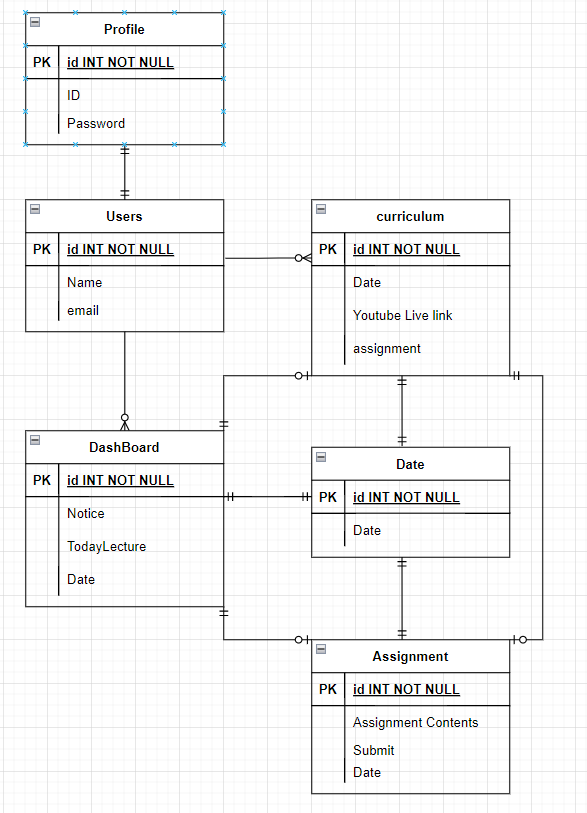 Profile
PK id INT NOT NULL
ID
Password
Users
PK id INT NOT NULL
Name
email
curriculum
PK id INT NOT NULL
Date
Youtube Live link
assignment
DashBoard
PK id INT NOT NULL
Notice
TodayLecture
Date
Date
PK id INT NOT NULL
Date
Assignment
PK id INT NOT NULL
Assignment Contents
Submit
Date